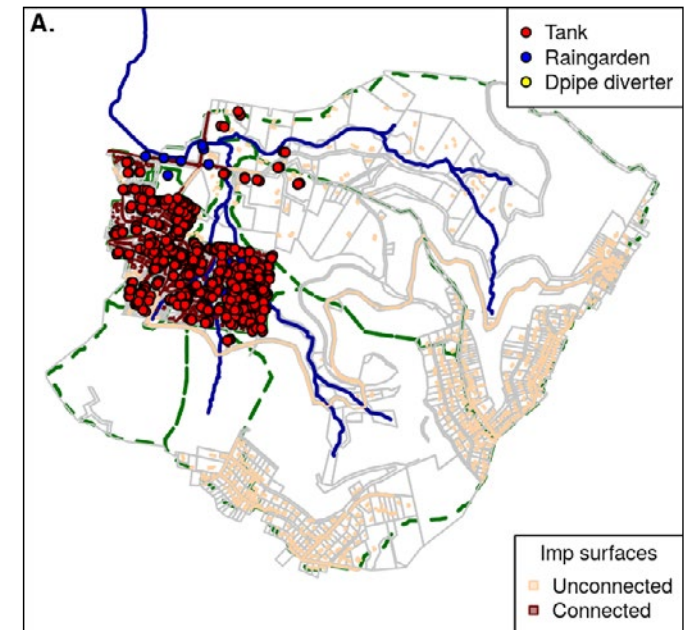 A.
Tank
Raingarden
Dpipe diverter
Imp surfaces
Unconnected
Connected